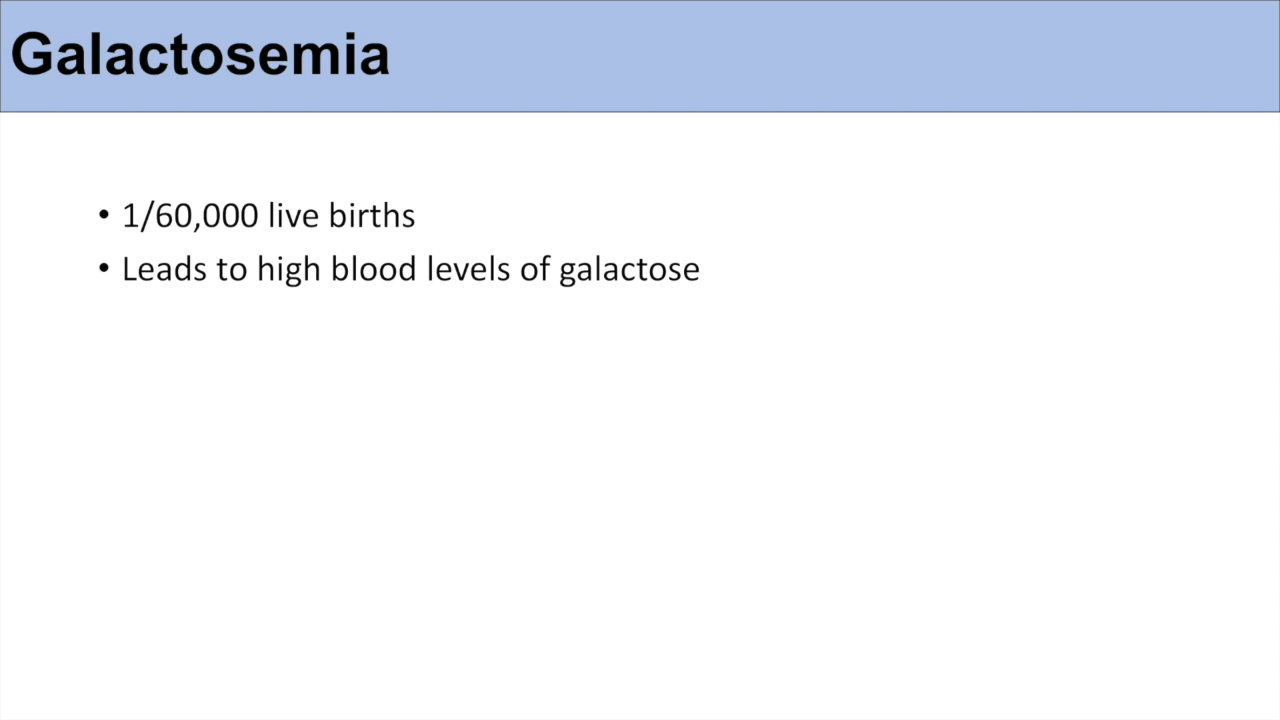 Galactosemia
• 1/60,000 live births
• Leads to high blood levels of galactose